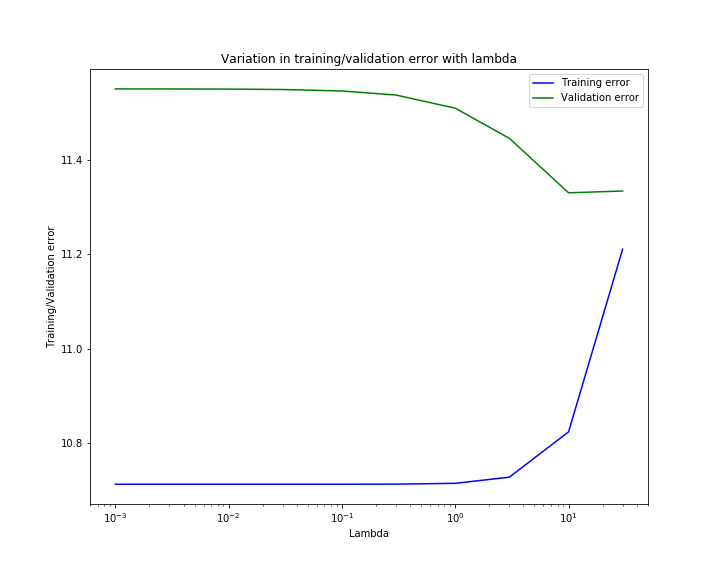 Variation in training/validation error with lambda
Training error
Validation error
Training/Validation error
11.4
11.2
11.0
10.8
10⁻³
10⁻²
10⁻¹
10⁰
10¹
Lambda